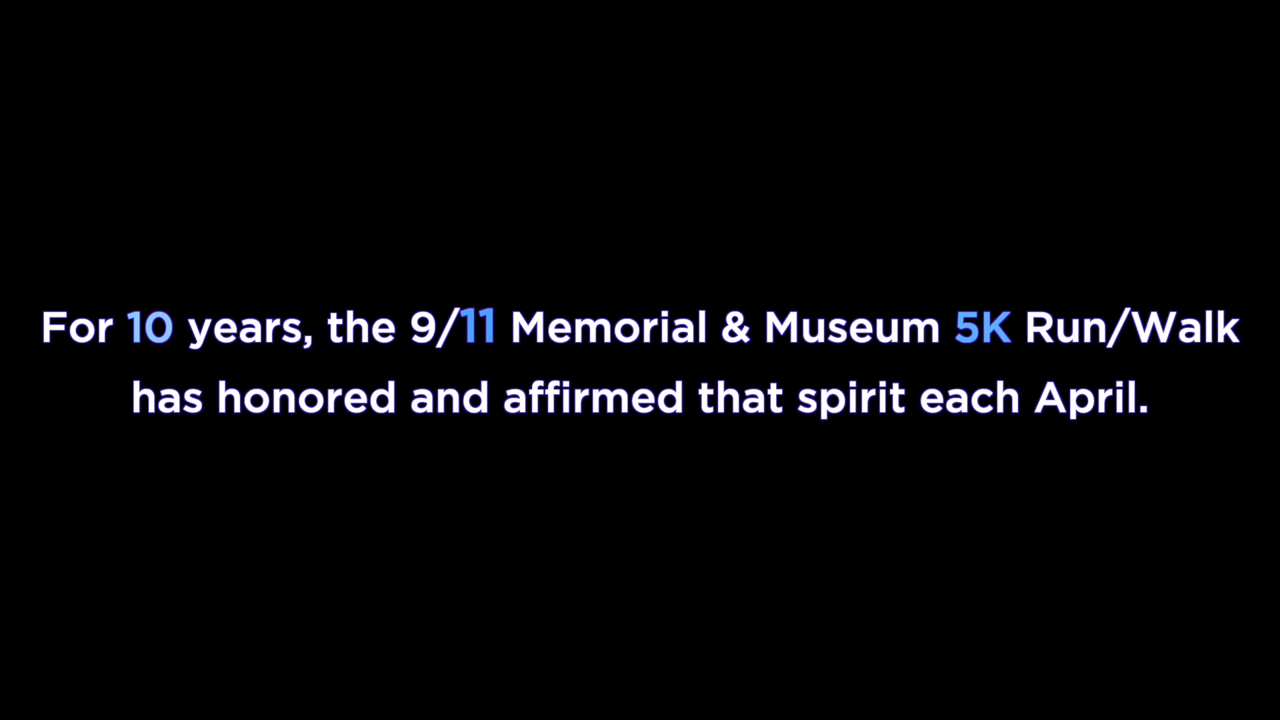 For 10 years, the 9/11 Memorial & Museum 5K Run/Walk
has honored and affirmed that spirit each April.